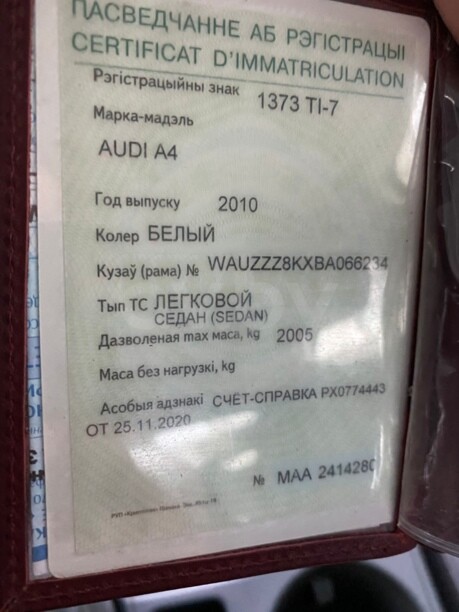 ПАСВЕДЧАННЕ АБ РЭГІСТРАЦЫІ
CERTIFICAT D'IMMATRICULATION
Рэгістрацыйны знак 1373 TI-7
Марка-мадэль
AUDI A4
Год выпуску 2010
Колер БЕЛЫЙ
Кузаў (рама) № WAUZZZ8KXBA066234
Тып ТС ЛЕГКОВОЙ
СЕДАН (SEDAN)
Дазволеная max маса, kg 2005
Маса без нагрузкі, kg
Асобыя адзнакі СЧЁТ-СПРАВКА РХ0774443
ОТ 25.11.2020
№ МАА 2414280